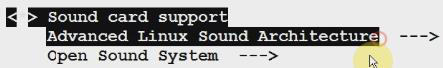 < > Sound card support
Advanced Linux Sound Architecture --->
Open Sound System --->